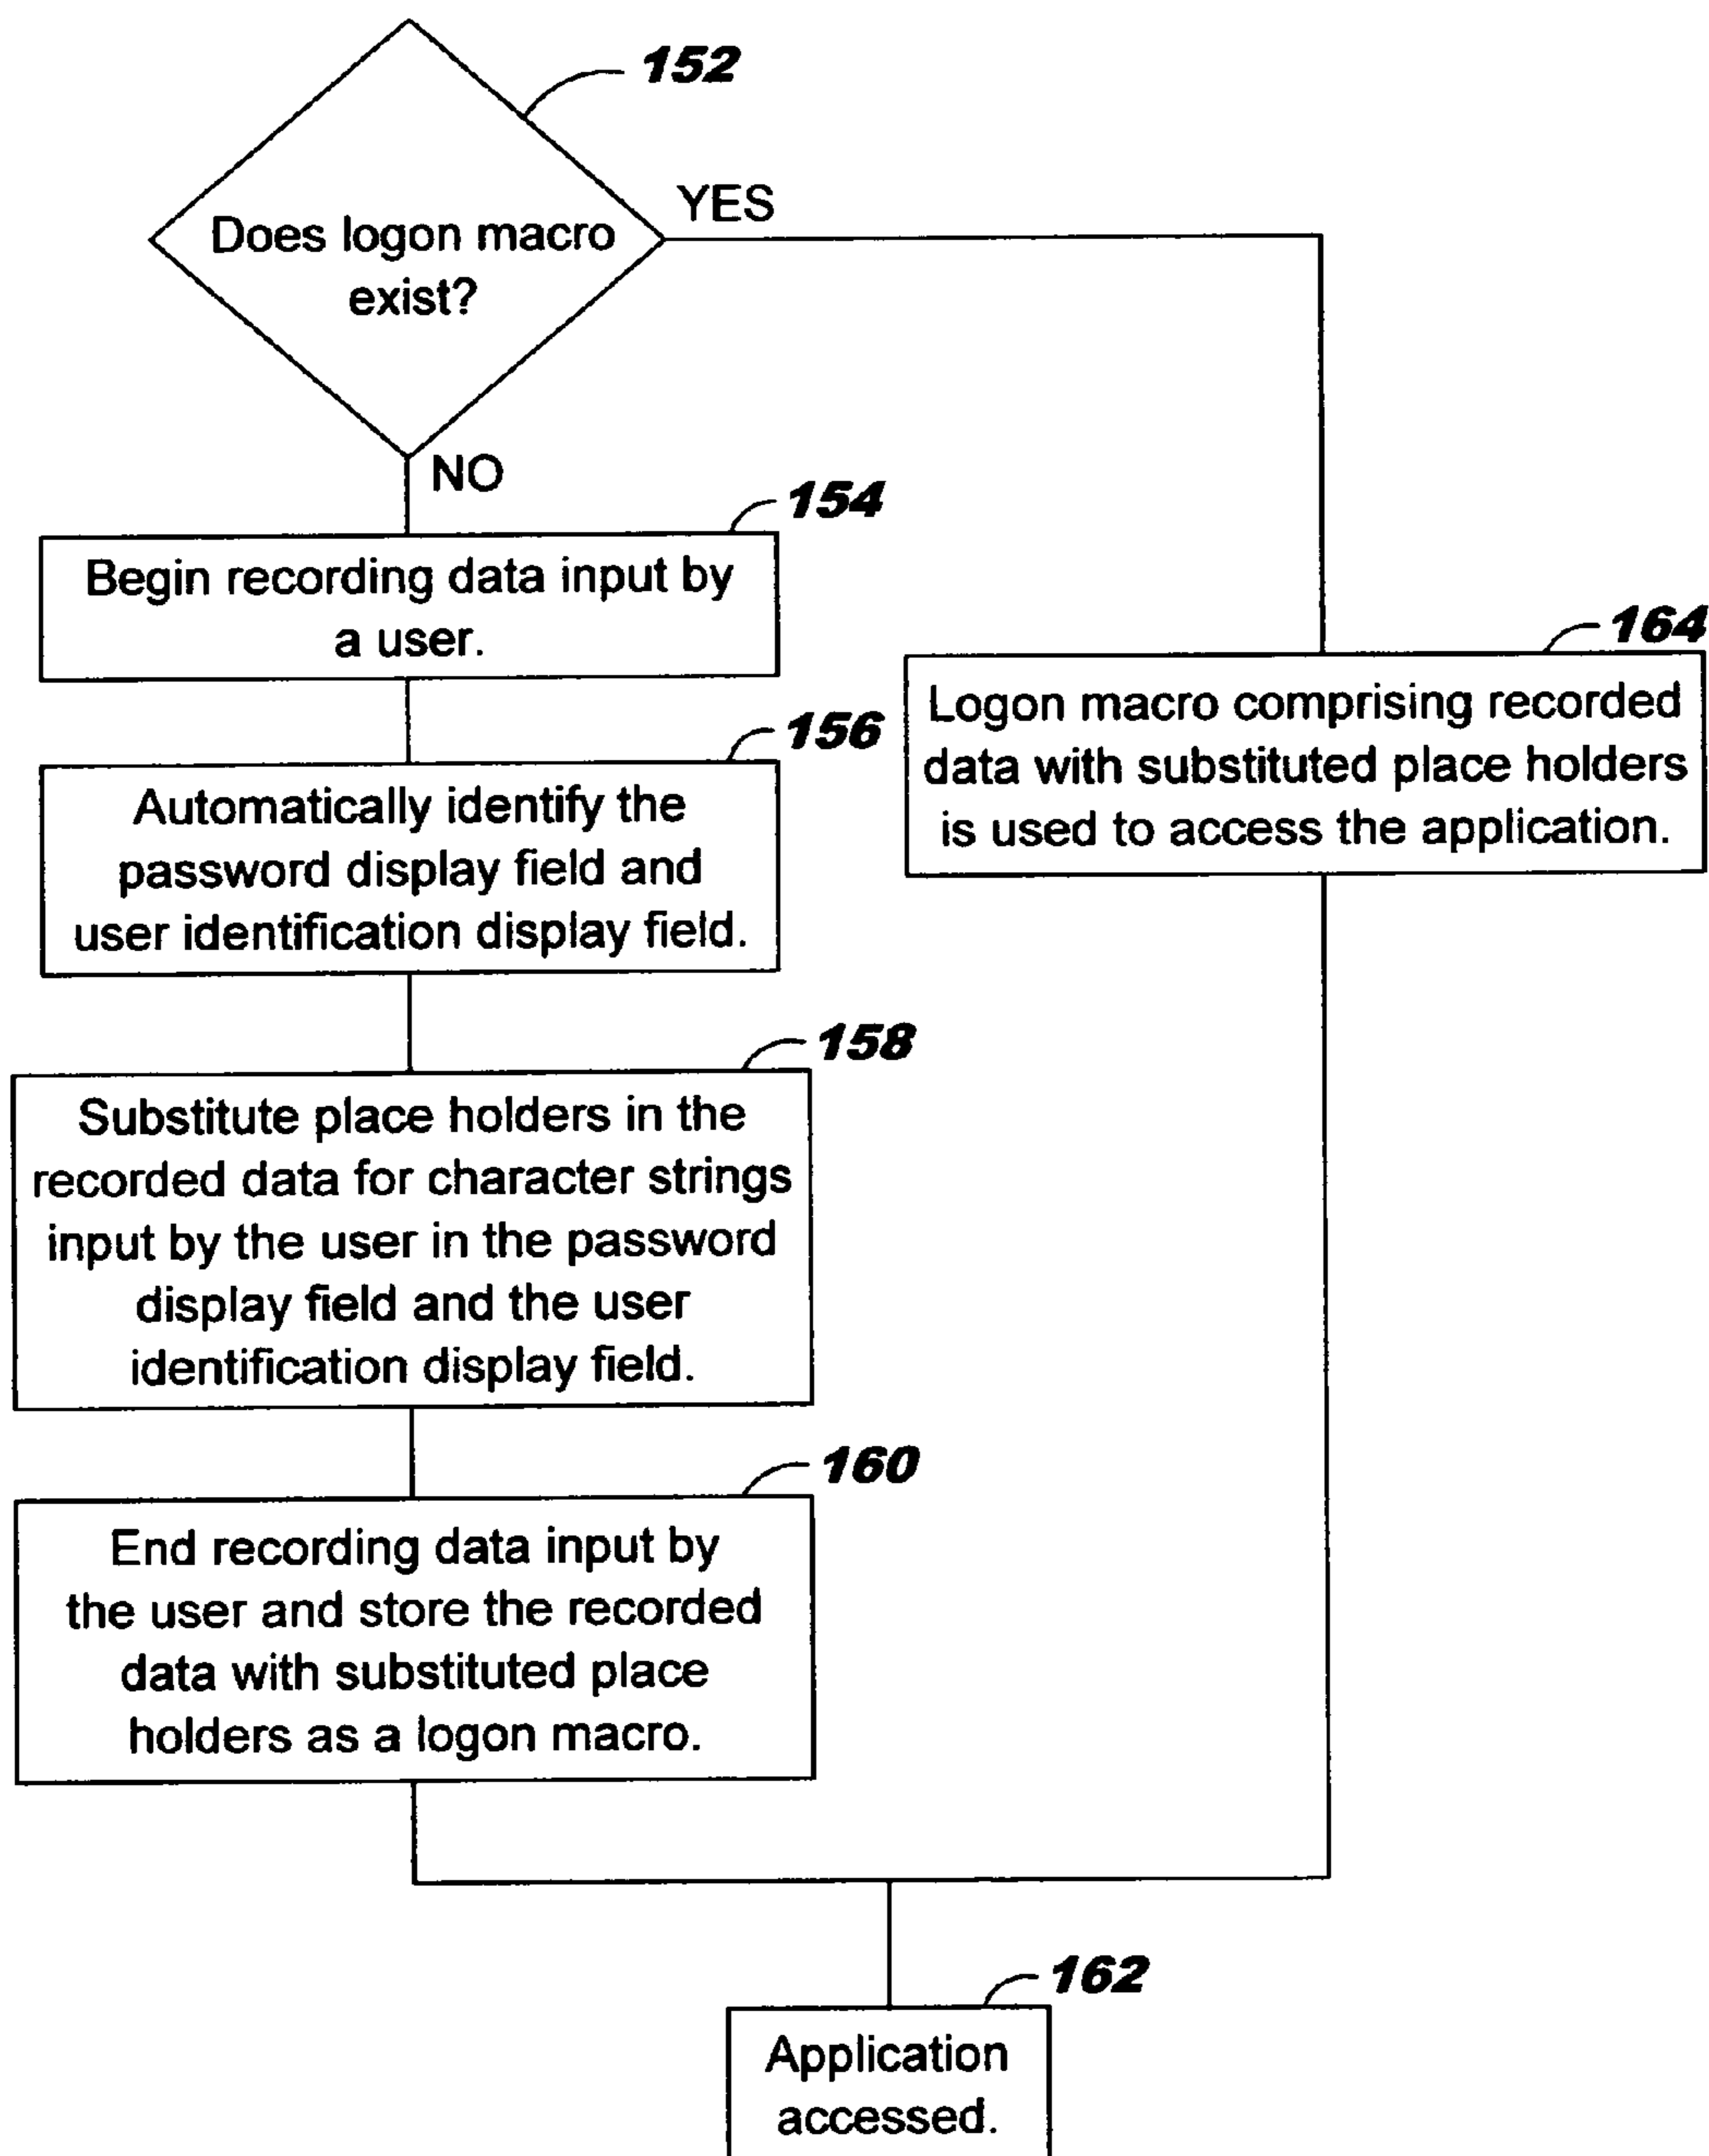 152
Does logon macro
exist?
YES
NO
154
Begin recording data input by
a user.
156
Automatically identify the
password display field and
user identification display field.
164
Logon macro comprising recorded
data with substituted place holders
is used to access the application.
158
Substitute place holders in the
recorded data for character strings
input by the user in the password
display field and the user
identification display field.
160
End recording data input by
the user and store the recorded
data with substituted place
holders as a logon macro.
162
Application
accessed.